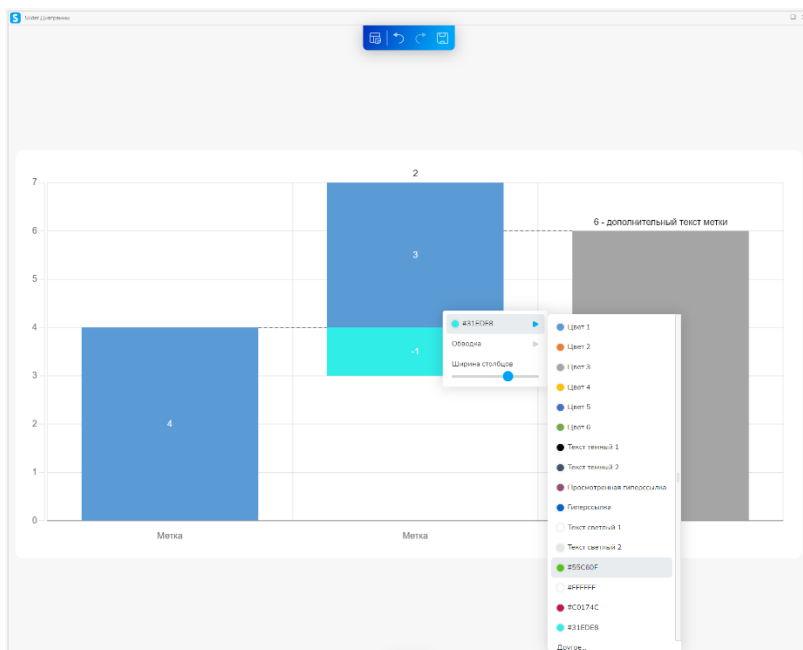 S
Slider Диаграммы
2
7
6
5
4
3
2
1
0
6 - дополнительный текст метки
3
-1
4
Метка
Метка
#31EDE8
Обводка
Ширина столбцов
Цвет 1
Цвет 2
Цвет 3
Цвет 4
Цвет 5
Цвет 6
Текст темный 1
Текст темный 2
Просмотренная гиперссылка
Гиперссылка
Текст светлый 1
Текст светлый 2
#55C60F
#FFFFFF
#C0174C
#31EDE8
Другое...